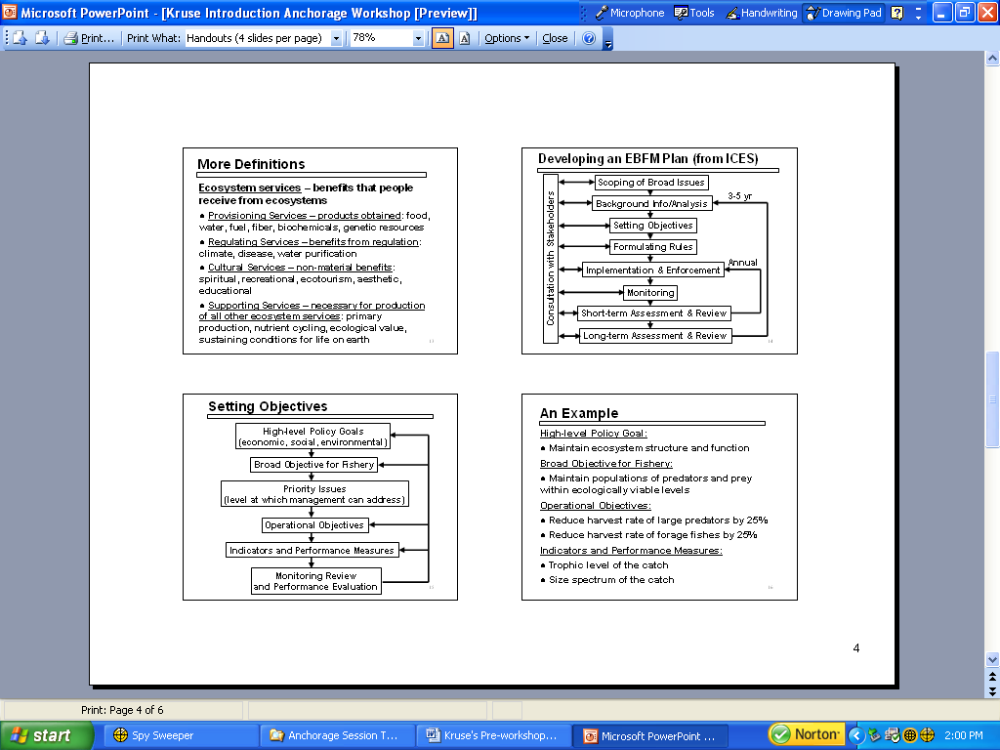 Microsoft PowerPoint - [Kruse Introduction Anchorage Workshop [Preview]]
Microphone
Tools
Handwriting
Drawing Pad
Print...
Print What:
Handouts (4 slides per page)
78%
Options
Close
More Definitions
Ecosystem services – benefits that people
receive from ecosystems
● Provisioning Services – products obtained: food,
water, fuel, fiber, biochemicals, genetic resources
● Regulating Services – benefits from regulation:
climate, disease, water purification
● Cultural Services – non-material benefits:
spiritual, recreational, ecotourism, aesthetic,
educational
● Supporting Services – necessary for production
of all other ecosystem services: primary
production, nutrient cycling, ecological value,
sustaining conditions for life on earth
Developing an EBFM Plan (from ICES)
Consultation with Stakeholders
Scoping of Broad Issues
3-5 yr
Background Info/Analysis
Setting Objectives
Formulating Rules
Annual
Implementation & Enforcement
Monitoring
Short-term Assessment & Review
Long-term Assessment & Review
Setting Objectives
High-level Policy Goals
(economic, social, environmental)
Broad Objective for Fishery
Priority Issues
(level at which management can address)
Operational Objectives
Indicators and Performance Measures
Monitoring Review
and Performance Evaluation
An Example
High-level Policy Goal:
● Maintain ecosystem structure and function
Broad Objective for Fishery:
● Maintain populations of predators and prey
within ecologically viable levels
Operational Objectives:
● Reduce harvest rate of large predators by 25%
● Reduce harvest rate of forage fishes by 25%
Indicators and Performance Measures:
● Trophic level of the catch
● Size spectrum of the catch
4
Print: Page 4 of 6
start
Spy Sweeper
Anchorage Session T...
Kruse's Pre-workshop...
Microsoft PowerPoint ...
Norton
2:00 PM